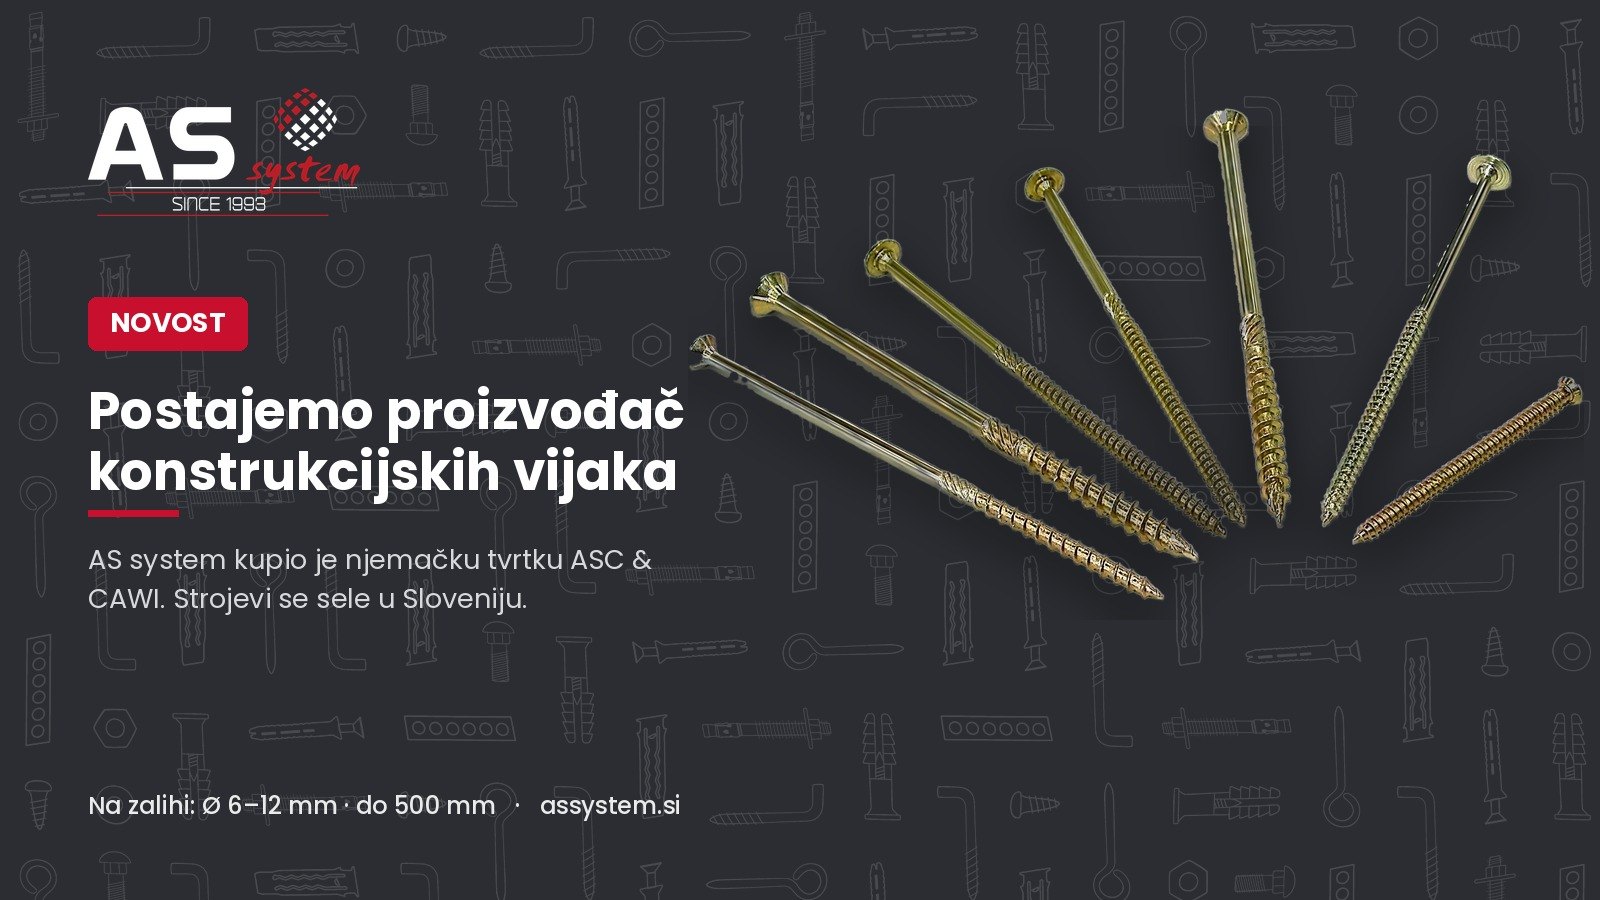 AS system
SINCE 1993
NOVOST
Postajemo proizvođač
konstrukcijskih vijaka
AS system kupio je njemačku tvrtku ASC &
CAWI. Strojevi se sele u Sloveniju.
Na zalihi: Ø 6–12 mm · do 500 mm · assystem.si